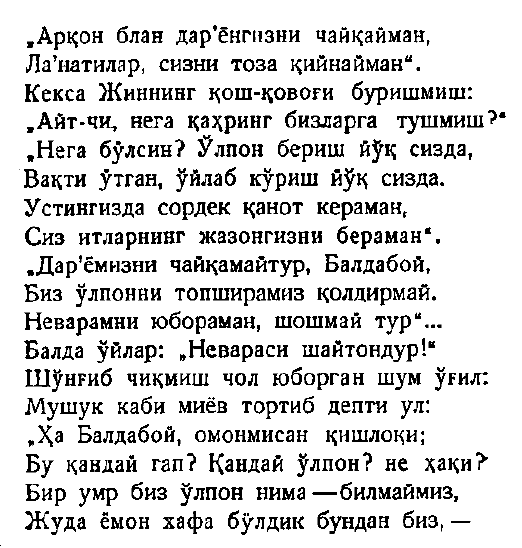 „Арқон блан дар’ёнгизни чайқайман,
Ла’натилар, сизни тоза қийнайман“.
Кекса Жиннинг қош-қовоғи буришмиш:
„Айт-чи, нега қаҳринг бизларга тушмиш?“
„Нега бўлсин? Ўлпон бериш йўқ сизда,
Вақти ўтган, ўйлаб кўриш йўқ сизда.
Устингизда сордек қанот кераман,
Сиз итларнинг жазонгизни бераман“.
„Дар’ёмизни чайқамайтур, Балдабой,
Биз ўлпонни топширамиз қолдирмай.
Неварамни юбораман, шошмай тур“...
Балда ўйлар: „Невараси шайтондур!“
Шўнғиб чиқмиш чол юборган шум ўғил:
Мушук каби миёв тортиб депти ул:
„Ҳа Балдабой, омонмисан қишлоқи;
Бу қандай гап? Қандай ўлпон? не ҳақи?
Бир умр биз ўлпон нима — билмаймиз,
Жуда ёмон хафа бўлдик бундан биз, —